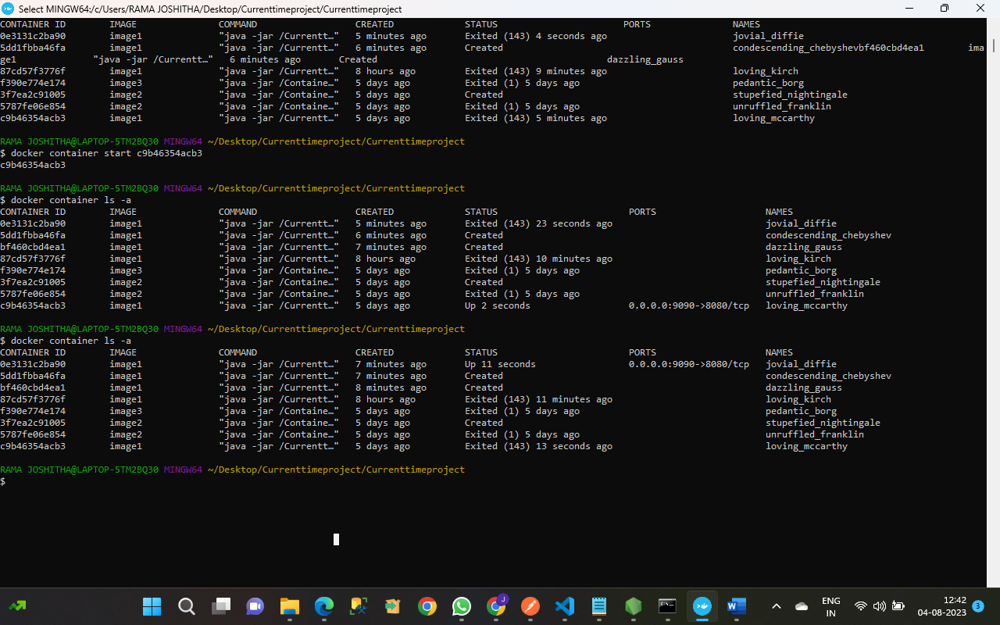 Select MINGW64:/c/Users/RAMA JOSHITHA/Desktop/Currenttimeproject/Currenttimeproject
CONTAINER ID        IMAGE               COMMAND                  CREATED             STATUS                       PORTS               NAMES
0e3131c2ba90        image1              "java -jar /Currentt…"   5 minutes ago       Exited (143) 4 seconds ago                       jovial_diffie
5dd1fbba46fa        image1              "java -jar /Currentt…"   6 minutes ago       Created                                          condescending_chebyshevbf460cbd4ea1        ima
ge1              "java -jar /Currentt…"   6 minutes ago       Created                                          dazzling_gauss
87cd57f3776f        image1              "java -jar /Currentt…"   8 hours ago         Exited (143) 9 minutes ago                       loving_kirch
f390e774e174        image3              "java -jar /Containe…"   5 days ago          Exited (1) 5 days ago                            pedantic_borg
3f7ea2c91005        image2              "java -jar /Containe…"   5 days ago          Created                                          stupefied_nightingale
5787fe06e854        image2              "java -jar /Containe…"   5 days ago          Exited (1) 5 days ago                            unruffled_franklin
c9b46354acb3        image1              "java -jar /Currentt…"   5 days ago          Exited (143) 5 minutes ago                       loving_mccarthy
RAMA JOSHITHA@LAPTOP-5TM2BQ30 MINGW64 ~/Desktop/Currenttimeproject/Currenttimeproject
$ docker container start c9b46354acb3
c9b46354acb3
RAMA JOSHITHA@LAPTOP-5TM2BQ30 MINGW64 ~/Desktop/Currenttimeproject/Currenttimeproject
$ docker container ls -a
CONTAINER ID        IMAGE               COMMAND                  CREATED             STATUS                        PORTS                    NAMES
0e3131c2ba90        image1              "java -jar /Currentt…"   5 minutes ago       Exited (143) 23 seconds ago                            jovial_diffie
5dd1fbba46fa        image1              "java -jar /Currentt…"   6 minutes ago       Created                                                condescending_chebyshev
bf460cbd4ea1        image1              "java -jar /Currentt…"   7 minutes ago       Created                                                dazzling_gauss
87cd57f3776f        image1              "java -jar /Currentt…"   8 hours ago         Exited (143) 10 minutes ago                            loving_kirch
f390e774e174        image3              "java -jar /Containe…"   5 days ago          Exited (1) 5 days ago                                  pedantic_borg
3f7ea2c91005        image2              "java -jar /Containe…"   5 days ago          Created                                                stupefied_nightingale
5787fe06e854        image2              "java -jar /Containe…"   5 days ago          Exited (1) 5 days ago                                  unruffled_franklin
c9b46354acb3        image1              "java -jar /Currentt…"   5 days ago          Up 2 seconds                  0.0.0.0:9090->8080/tcp   loving_mccarthy
RAMA JOSHITHA@LAPTOP-5TM2BQ30 MINGW64 ~/Desktop/Currenttimeproject/Currenttimeproject
$ docker container ls -a
CONTAINER ID        IMAGE               COMMAND                  CREATED             STATUS                        PORTS                    NAMES
0e3131c2ba90        image1              "java -jar /Currentt…"   7 minutes ago       Up 11 seconds                 0.0.0.0:9090->8080/tcp   jovial_diffie
5dd1fbba46fa        image1              "java -jar /Currentt…"   7 minutes ago       Created                                                condescending_chebyshev
bf460cbd4ea1        image1              "java -jar /Currentt…"   8 minutes ago       Created                                                dazzling_gauss
87cd57f3776f        image1              "java -jar /Currentt…"   8 hours ago         Exited (143) 11 minutes ago                            loving_kirch
f390e774e174        image3              "java -jar /Containe…"   5 days ago          Exited (1) 5 days ago                                  pedantic_borg
3f7ea2c91005        image2              "java -jar /Containe…"   5 days ago          Created                                                stupefied_nightingale
5787fe06e854        image2              "java -jar /Containe…"   5 days ago          Exited (1) 5 days ago                                  unruffled_franklin
c9b46354acb3        image1              "java -jar /Currentt…"   5 days ago          Exited (143) 13 seconds ago                            loving_mccarthy
RAMA JOSHITHA@LAPTOP-5TM2BQ30 MINGW64 ~/Desktop/Currenttimeproject/Currenttimeproject
$
J
ENG
IN
12:42
04-08-2023
3